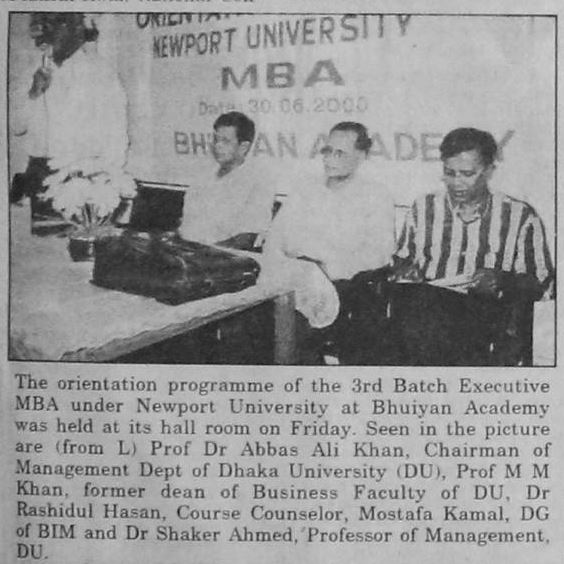 NEWPORT UNIVERSITY
MBA
Date: 30.06.2000
BHUIYAN ACADEMY
The orientation programme of the 3rd Batch Executive
MBA under Newport University at Bhuiyan Academy
was held at its hall room on Friday. Seen in the picture
are (from L) Prof Dr Abbas Ali Khan, Chairman of
Management Dept of Dhaka University (DU), Prof M M
Khan, former dean of Business Faculty of DU, Dr
Rashidul Hasan, Course Counselor, Mostafa Kamal, DG
of BIM and Dr Shaker Ahmed, Professor of Management,
DU.